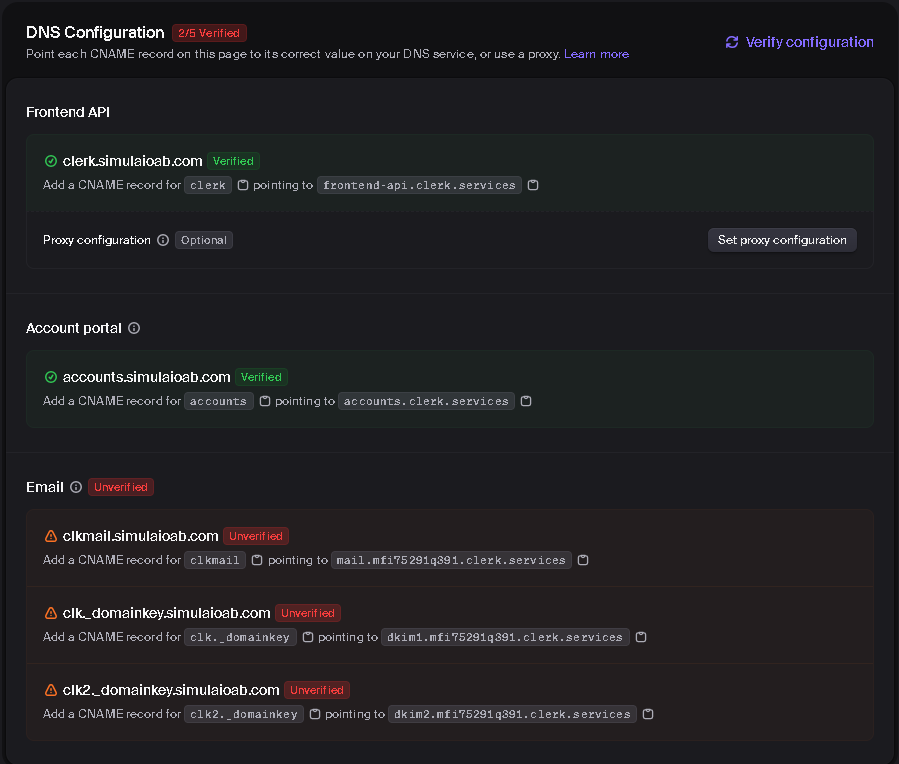 DNS Configuration 2/5 Verified
Point each CNAME record on this page to its correct value on your DNS service, or use a proxy. Learn more
Verify configuration
Frontend API
clerk.simulaioab.com Verified
Add a CNAME record for clerk pointing to frontend-api.clerk.services
Proxy configuration Optional
Set proxy configuration
Account portal
accounts.simulaioab.com Verified
Add a CNAME record for accounts pointing to accounts.clerk.services
Email Unverified
clkmail.simulaioab.com Unverified
Add a CNAME record for clkmail pointing to mail.mfi75291q391.clerk.services
clk._domainkey.simulaioab.com Unverified
Add a CNAME record for clk._domainkey pointing to dkim1.mfi75291q391.clerk.services
clk2._domainkey.simulaioab.com Unverified
Add a CNAME record for clk2._domainkey pointing to dkim2.mfi75291q391.clerk.services